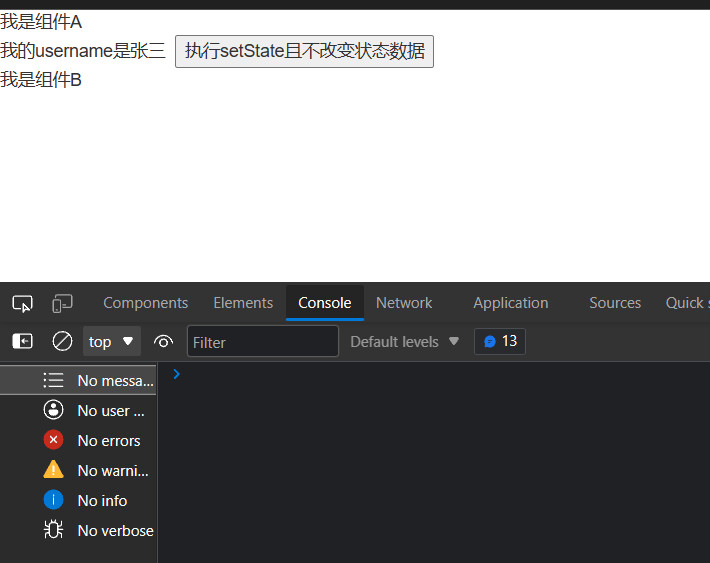 我是组件A
我的username是张三 执行setState且不改变状态数据
我是组件B
Components Elements Console Network Application Sources Quick s
top Filter Default levels 13
No messa...
No user ...
No errors
No warni...
No info
No verbose